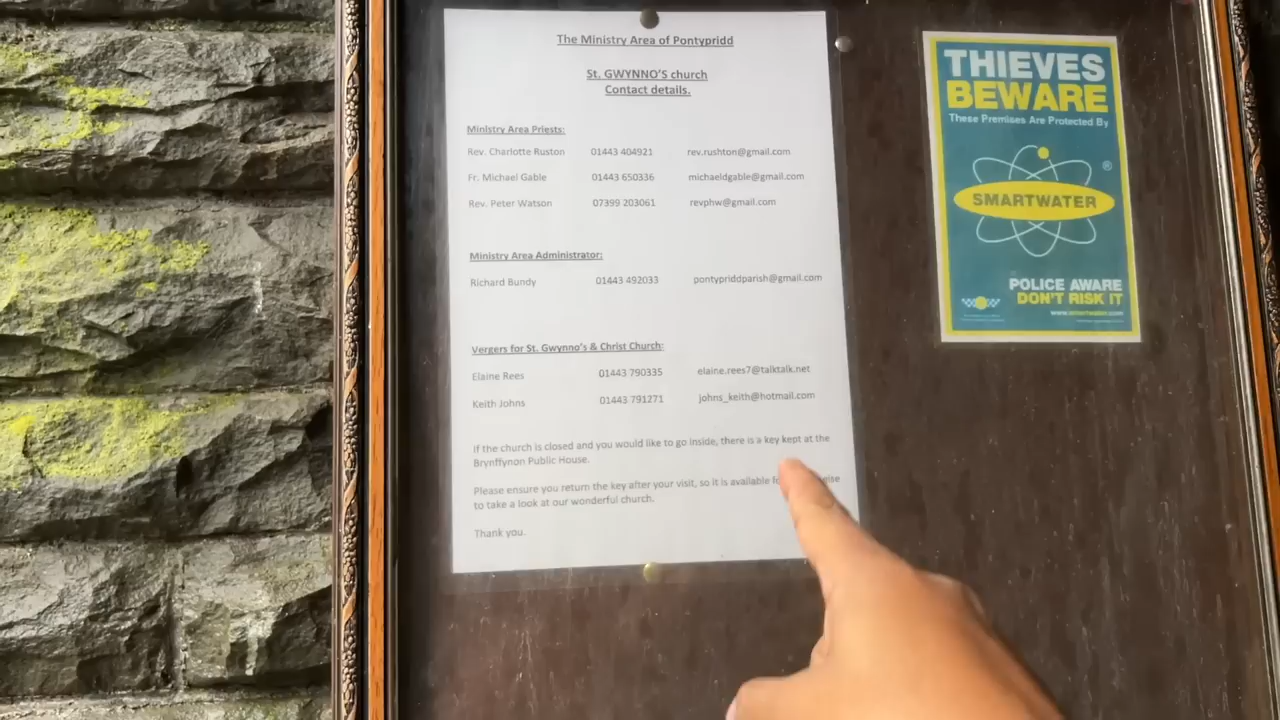 The Ministry Area of Pontypridd
St. GWYNNO'S church
Contact details.
Ministry Area Priests:
Rev. Charlotte Ruston 01443 404921 rev.rushton@gmail.com
Fr. Michael Gable 01443 650336 michaeldgable@gmail.com
Rev. Peter Watson 07399 203061 revphw@gmail.com
Ministry Area Administrator:
Richard Bundy 01443 492033 pontypriddparish@gmail.com
Vergers for St. Gwynno's & Christ Church:
Elaine Rees 01443 790335 elaine.rees7@talktalk.net
Keith Johns 01443 791271 johns_keith@hotmail.com
If the church is closed and you would like to go inside, there is a key kept at the
Brynffynon Public House.
Please ensure you return the key after your visit, so it is available
to take a look at our wonderful church.
Thank you.
THIEVES
BEWARE
These Premises Are Protected By
®
SMARTWATER
POLICE AWARE
DON'T RISK IT
www.smartwater.com